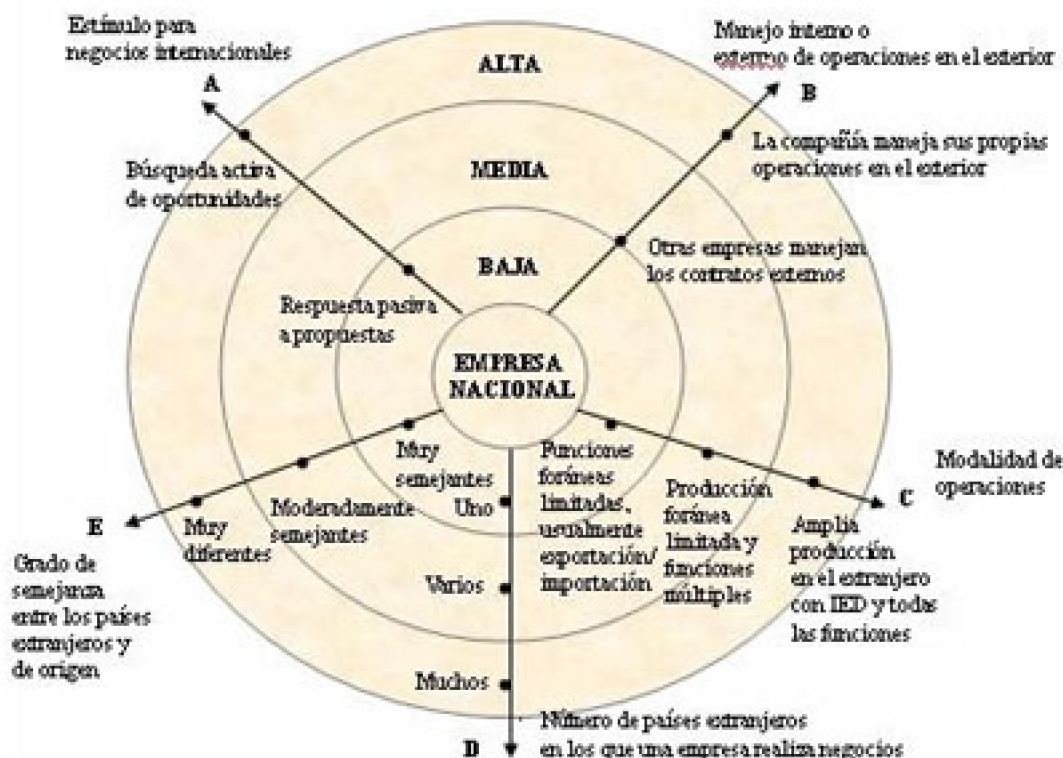 Estímulo para
negocios internacionales
A
Manejo interno o
externo de operaciones en el exterior
B
ALTA
La compañía maneja sus propias
operaciones en el exterior
Búsqueda activa
de oportunidades
MEDIA
Otras empresas manejan
los contratos externos
BAJA
Respuesta pasiva
a propuestas
EMPRESA
NACIONAL
Muy
semejantes
Moderadamente
semejantes
Muy
diferentes
E
Grado de
semejanza
entre los países
extranjeros y
de origen
Uno
Varios
Muchos
D
Número de países extranjeros
en los que una empresa realiza negocios
Funciones
foráneas
limitadas,
usualmente
exportación/
importación
Producción
foránea
limitada y
funciones
múltiples
Modalidad de
operaciones
C
Amplia
producción
en el extranjero
con IED y todas
las funciones